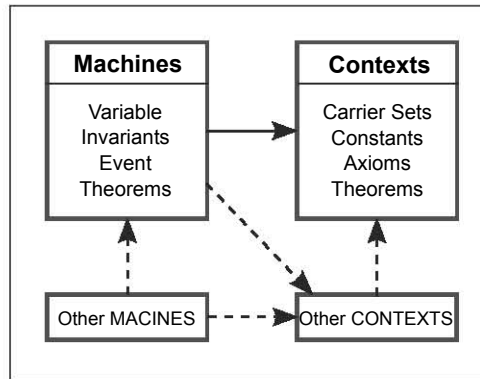 Machines
Variable
Invariants
Event
Theorems
Contexts
Carrier Sets
Constants
Axioms
Theorems
Other MACINES
Other CONTEXTS